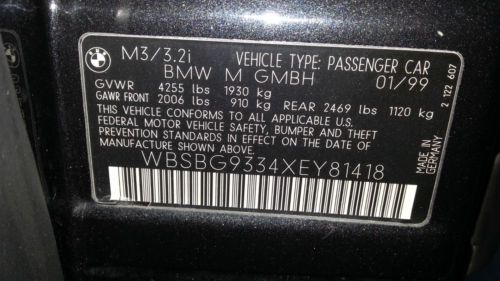 BMW
M3/3.2i VEHICLE TYPE: PASSENGER CAR
BMW M GMBH 01/99
GVWR 4255 lbs 1930 kg
GAWR FRONT 2006 lbs 910 kg REAR 2469 lbs 1120 kg
THIS VEHICLE CONFORMS TO ALL APPLICABLE US
FEDERAL MOTOR VEHICLE SAFETY, BUMPER AND THEFT
PREVENTION STANDARDS IN EFFECT ON THE DATE OF
MANUFACTURE SHOWN ABOVE.
WBSBG9334XEY81418
MADE IN
GERMANY
2 122 607